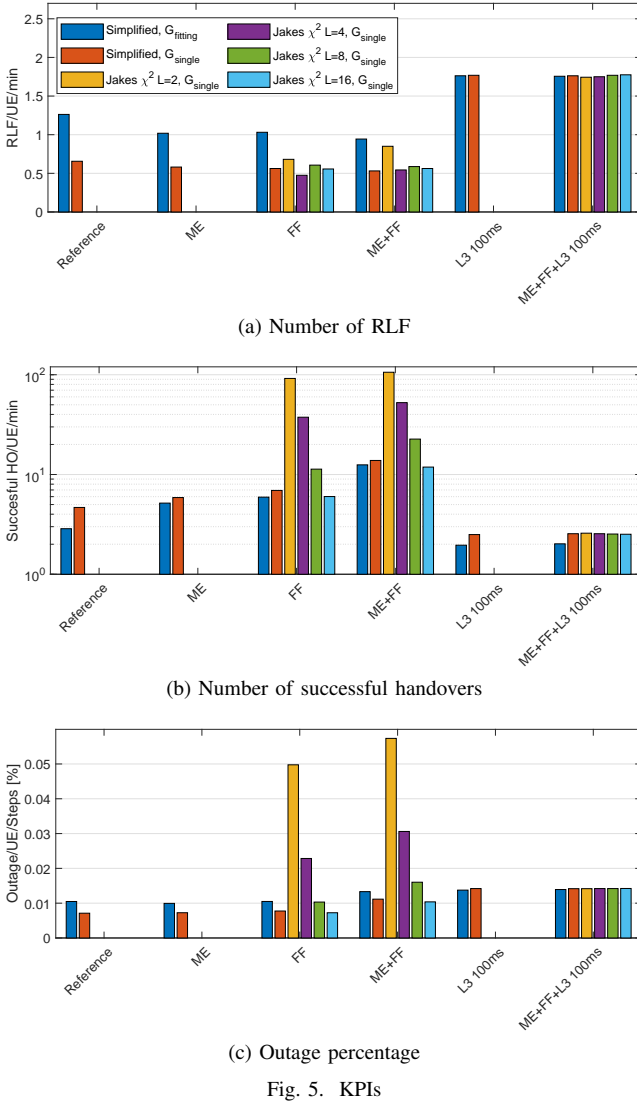 2.5
2
1.5
1
0.5
0
RLF/UE/min
Simplified, G_fitting
Simplified, G_single
Jakes χ² L=2, G_single
Jakes χ² L=4, G_single
Jakes χ² L=8, G_single
Jakes χ² L=16, G_single
Reference
ME
FF
ME+FF
L3 100ms
ME+FF+L3 100ms
(a) Number of RLF
10²
10¹
10⁰
Succesful HO/UE/min
Reference
ME
FF
ME+FF
L3 100ms
ME+FF+L3 100ms
(b) Number of successful handovers
0.05
0.04
0.03
0.02
0.01
0
Outage/UE/Steps [%]
Reference
ME
FF
ME+FF
L3 100ms
ME+FF+L3 100ms
(c) Outage percentage
Fig. 5. KPIs